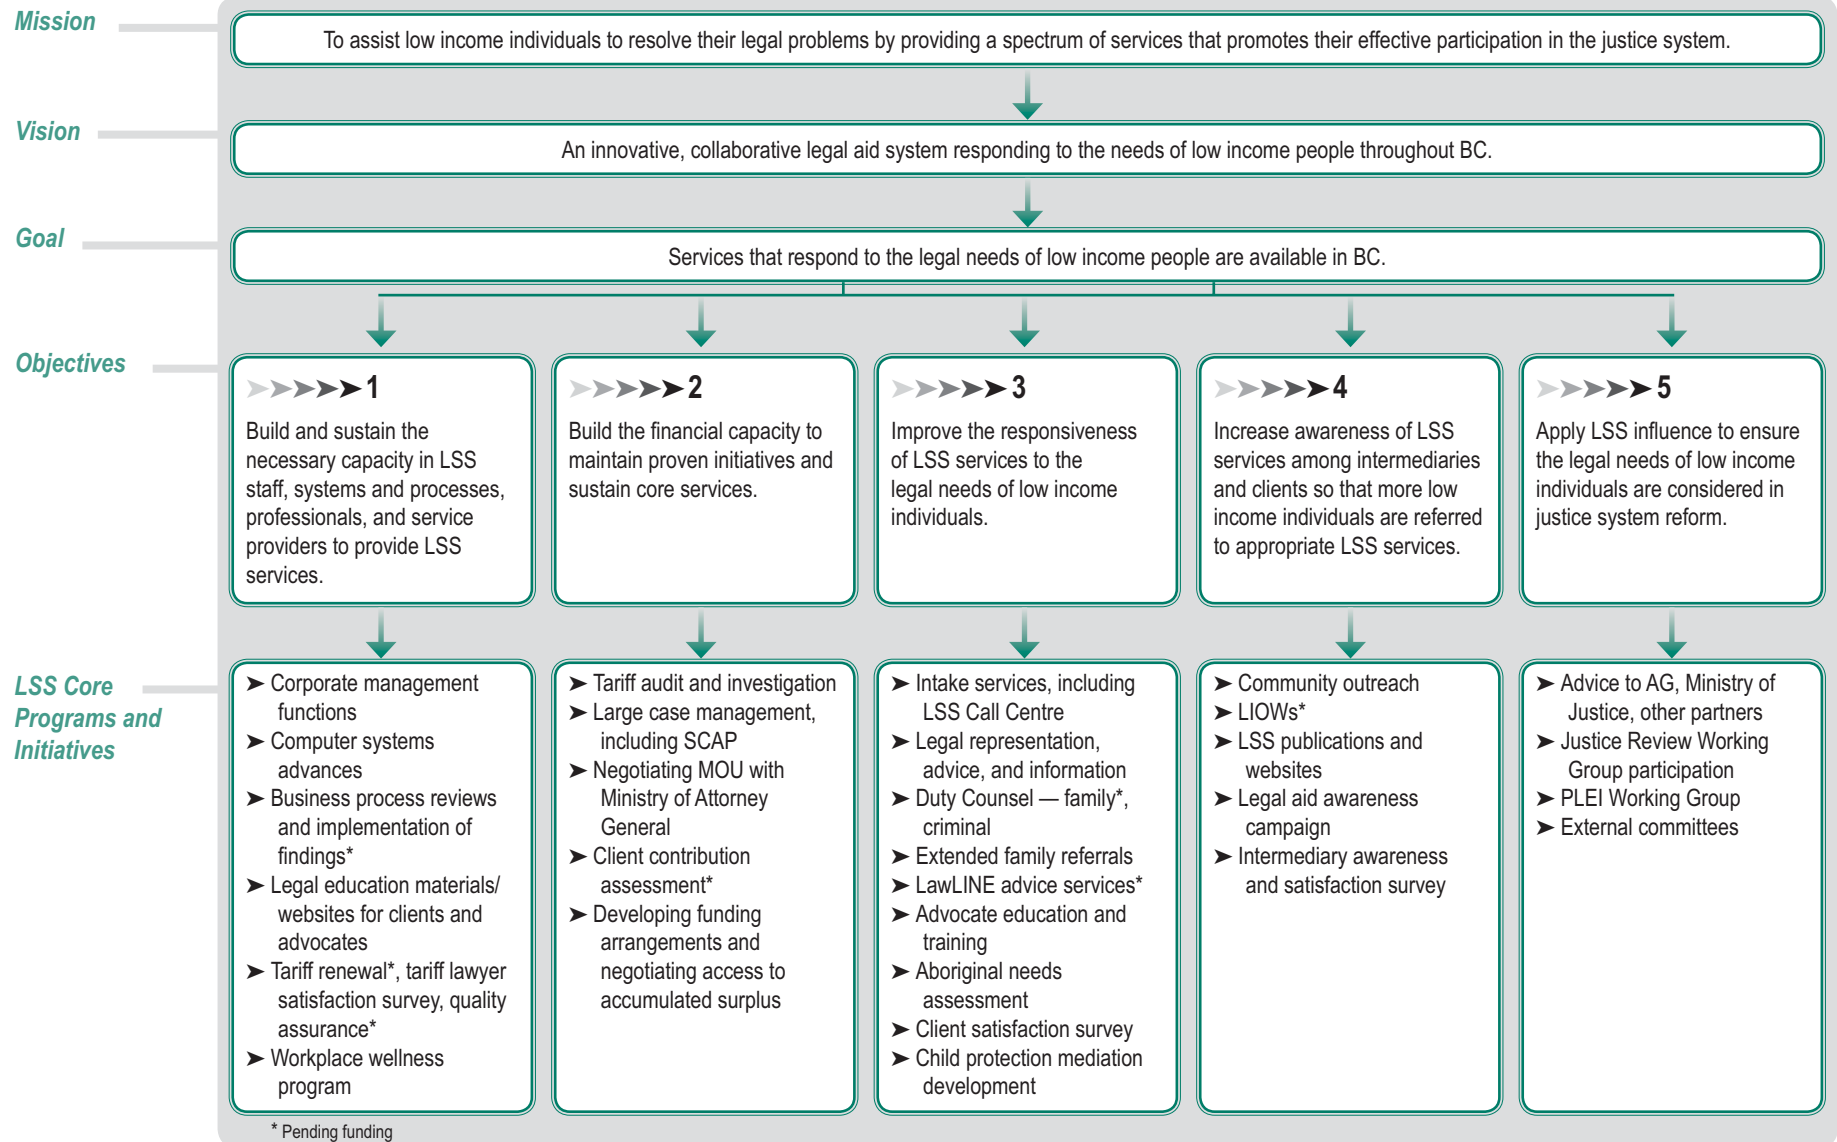 Mission
To assist low income individuals to resolve their legal problems by providing a spectrum of services that promotes their effective participation in the justice system.
Vision
An innovative, collaborative legal aid system responding to the needs of low income people throughout BC.
Goal
Services that respond to the legal needs of low income people are available in BC.
Objectives
1
Build and sustain the
necessary capacity in LSS
staff, systems and processes,
professionals, and service
providers to provide LSS
services.
2
Build the financial capacity to
maintain proven initiatives and
sustain core services.
3
Improve the responsiveness
of LSS services to the
legal needs of low income
individuals.
4
Increase awareness of LSS
services among intermediaries
and clients so that more low
income individuals are referred
to appropriate LSS services.
5
Apply LSS influence to ensure
the legal needs of low income
individuals are considered in
justice system reform.
LSS Core
Programs and
Initiatives
➤ Corporate management
functions
➤ Computer systems
advances
➤ Business process reviews
and implementation of
findings*
➤ Legal education materials/
websites for clients and
advocates
➤ Tariff renewal*, tariff lawyer
satisfaction survey, quality
assurance*
➤ Workplace wellness
program
➤ Tariff audit and investigation
➤ Large case management,
including SCAP
➤ Negotiating MOU with
Ministry of Attorney
General
➤ Client contribution
assessment*
➤ Developing funding
arrangements and
negotiating access to
accumulated surplus
➤ Intake services, including
LSS Call Centre
➤ Legal representation,
advice, and information
➤ Duty Counsel — family*,
criminal
➤ Extended family referrals
➤ LawLINE advice services*
➤ Advocate education and
training
➤ Aboriginal needs
assessment
➤ Client satisfaction survey
➤ Child protection mediation
development
➤ Community outreach
➤ LIOWs*
➤ LSS publications and
websites
➤ Legal aid awareness
campaign
➤ Intermediary awareness
and satisfaction survey
➤ Advice to AG, Ministry of
Justice, other partners
➤ Justice Review Working
Group participation
➤ PLEI Working Group
➤ External committees
* Pending funding